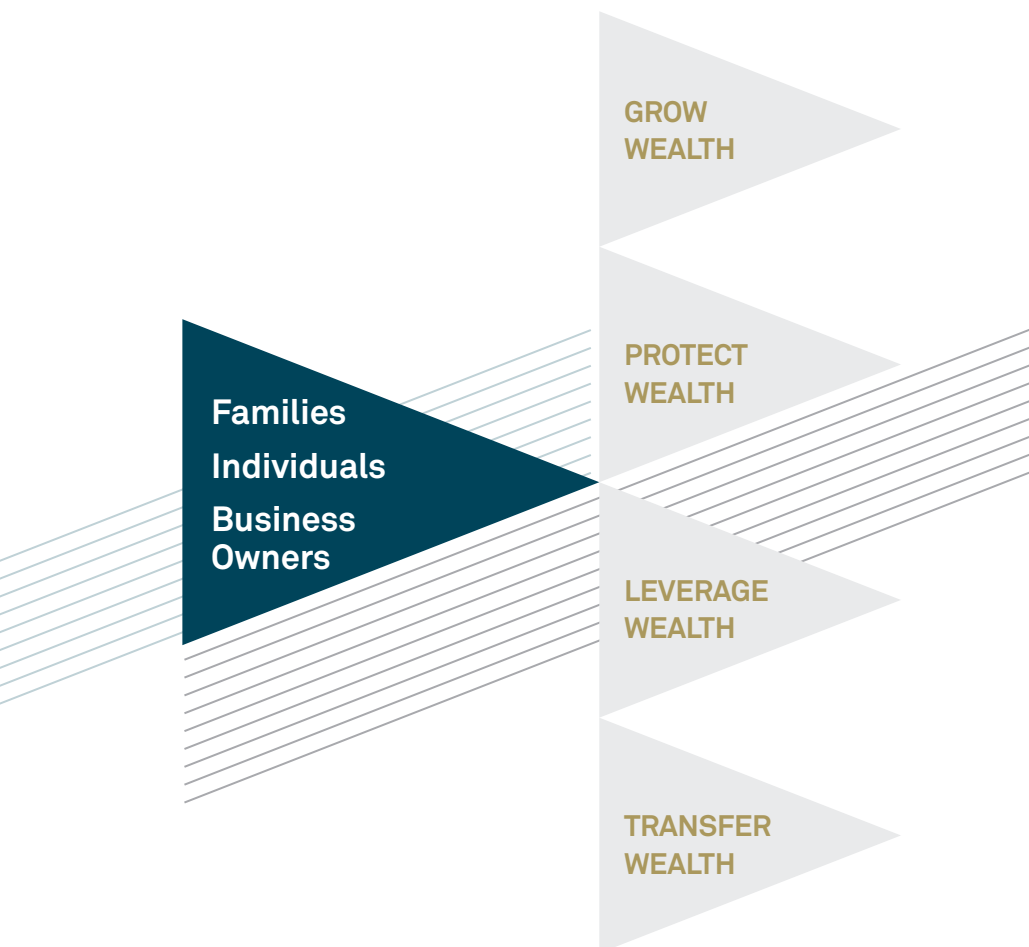 Families
Individuals
Business
Owners
GROW
WEALTH
PROTECT
WEALTH
LEVERAGE
WEALTH
TRANSFER
WEALTH